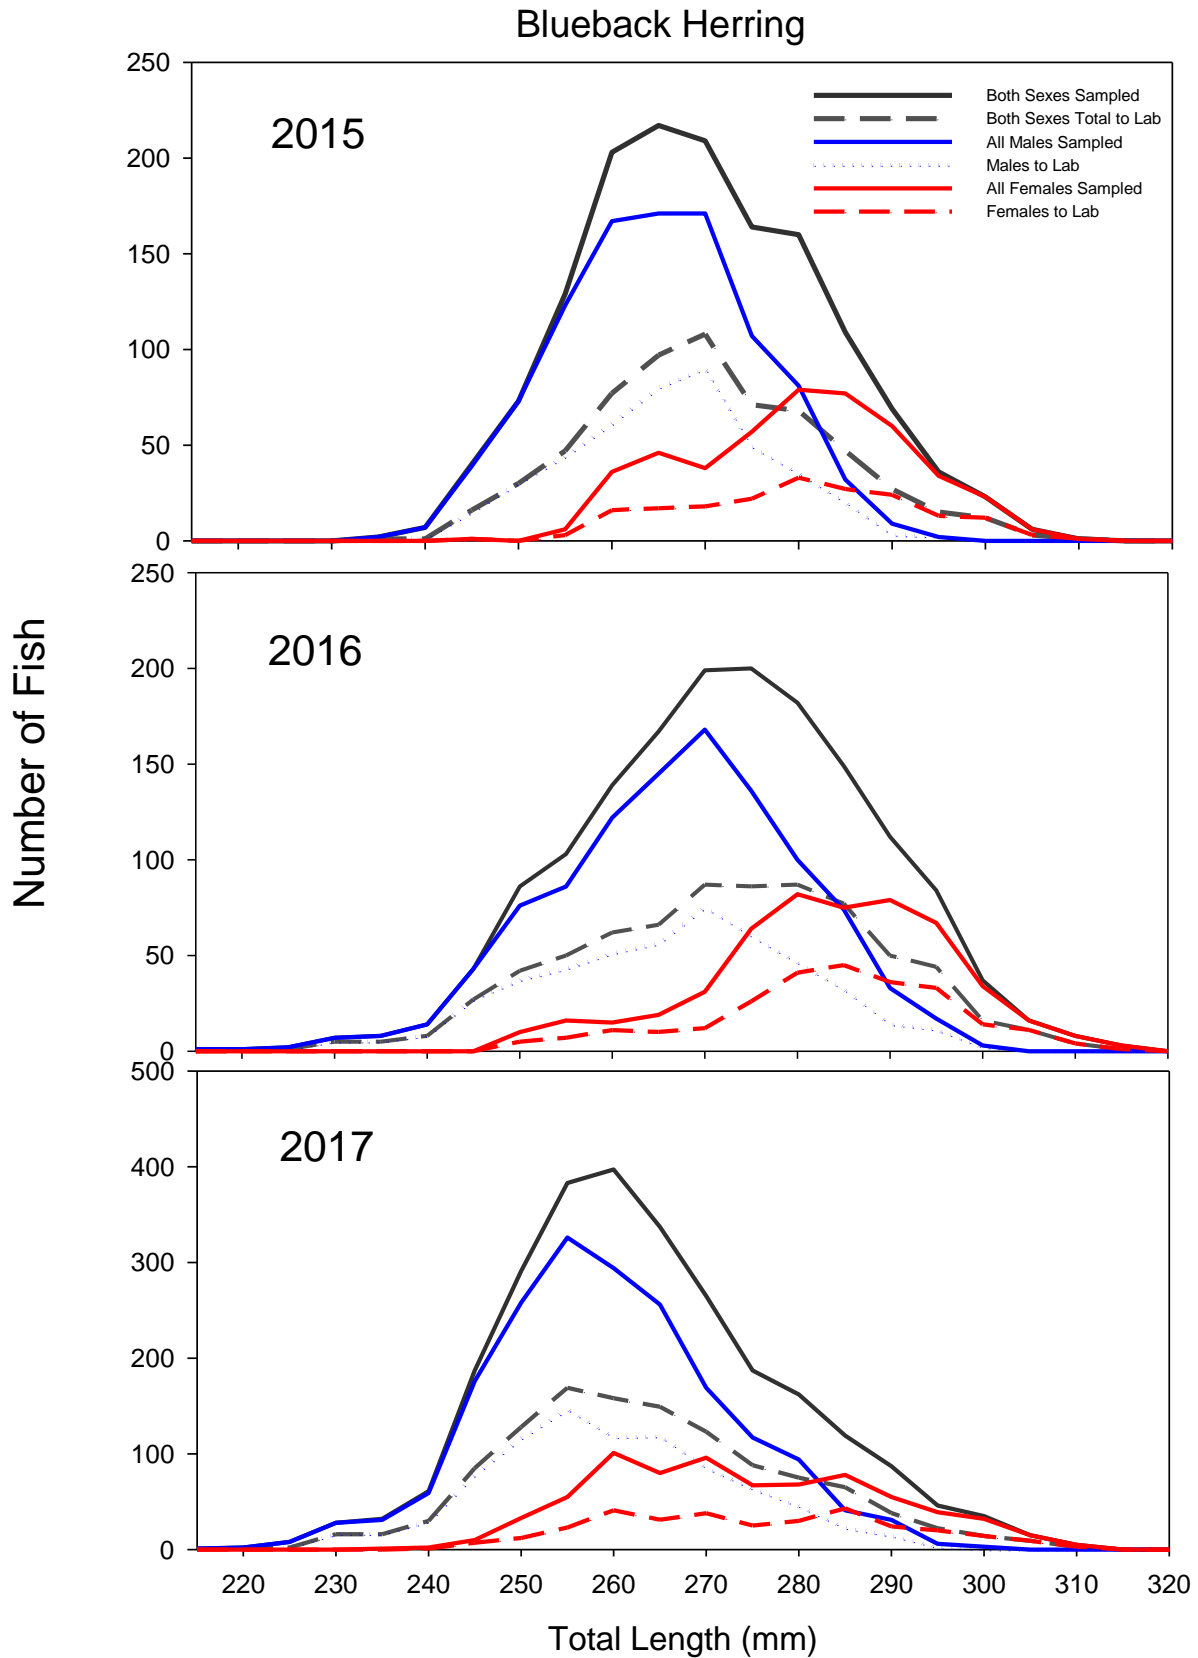 Blueback Herring
250
200
150
100
50
0
2015
Both Sexes Sampled
Both Sexes Total to Lab
All Males Sampled
Males to Lab
All Females Sampled
Females to Lab
Number of Fish
250
200
150
100
50
0
2016
500
400
300
200
100
0
2017
220 230 240 250 260 270 280 290 300 310 320
Total Length (mm)